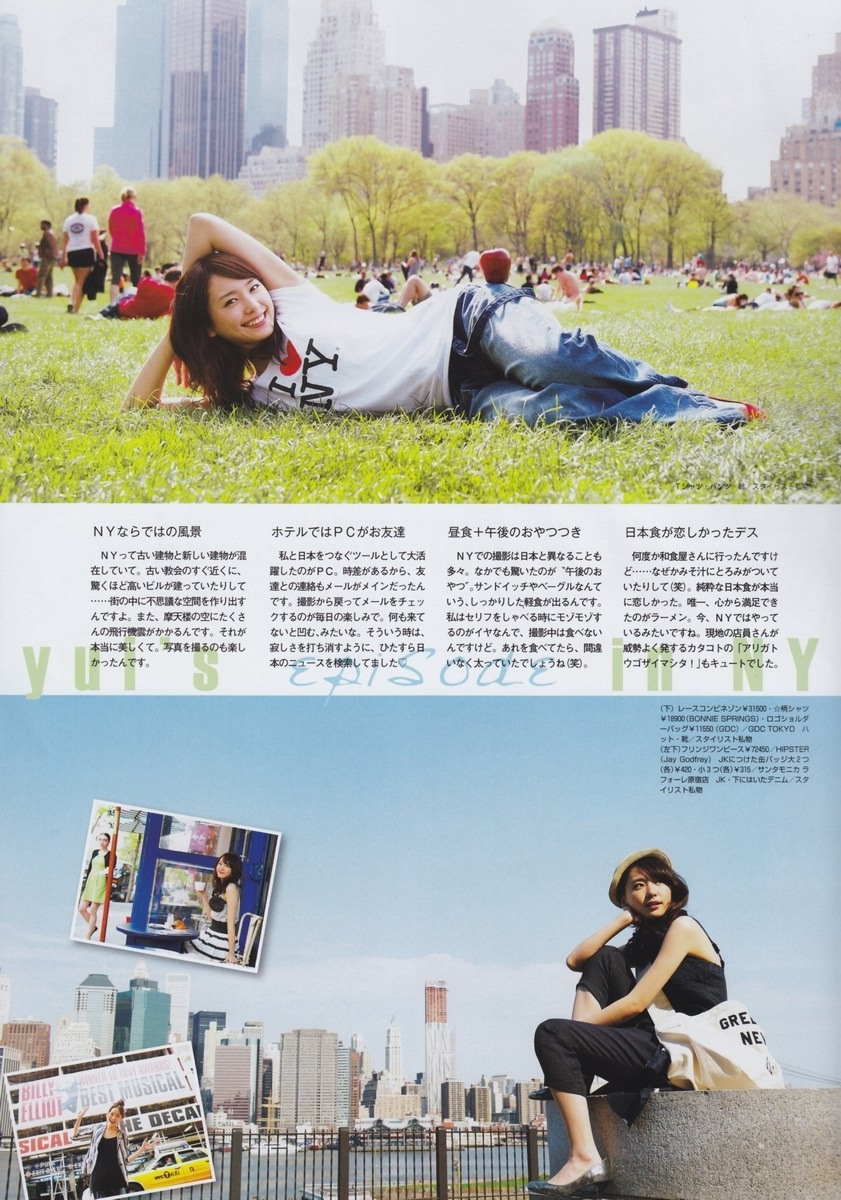 I ♥
NY
Tシャツ・パンツ・靴/スタイリスト私物
NYならではの風景
NYって古い建物と新しい建物が混
在していて。古い教会のすぐ近くに、
驚くほど高いビルが建っていたりして
……街の中に不思議な空間を作り出す
んですよ。また、摩天楼の空にたくさ
んの飛行機雲がかかるんです。それが
本当に美しくて。写真を撮るのも楽し
かったんです。
ホテルではPCがお友達
私と日本をつなぐツールとして大活
躍したのがPC。時差があるから、友
達との連絡もメールがメインだったん
です。撮影から戻ってメールをチェッ
クするのが毎日の楽しみで。何も来て
ないと凹む、みたいな。そういう時は、
寂しさを打ち消すように、ひたすら日
本のニュースを検索してました。
昼食+午後のおやつつき
NYでの撮影は日本と異なることも
多々。なかでも驚いたのが“午後のお
やつ”。サンドイッチやベーグルなんて
いう、しっかりした軽食が出るんです。
私はセリフをしゃべる時にモゾモゾす
るのがイヤなんで、撮影中は食べない
んですけど。あれを食べてたら、間違
いなく太っていたでしょうね(笑)。
日本食が恋しかったデス
何度か和食屋さんに行ったんですけ
ど……なぜかみそ汁にとろみがついて
いたりして(笑)。純粋な日本食が本当
に恋しかった。唯一、心から満足でき
たのがラーメン。今、NYではやって
いるみたいですね。現地の店員さんが
威勢よく発するカタコトの「アリガト
ウゴザイマシタ!」もキュートでした。
yui's episode in NY
(下)レースコンビネゾン¥31500・☆柄シャツ
¥18900(BONNIE SPRINGS)・ロゴショルダ
ーバッグ¥11550(GDC)/GDC TOKYO ハ
ット・靴/スタイリスト私物
(左下)フリンジワンピース¥72450/HIPSTER
(Jay Godfrey) JKにつけた缶バッジ大2つ
(各)¥420・小3つ(各)¥315/サンタモニカ ラ
フォーレ原宿店 JK・下にはいたデニム/スタ
イリスト私物
BILLY
ELLIOT
BEST MUSICAL
SICAL
THE DECA
TAXI
GREE
NEW